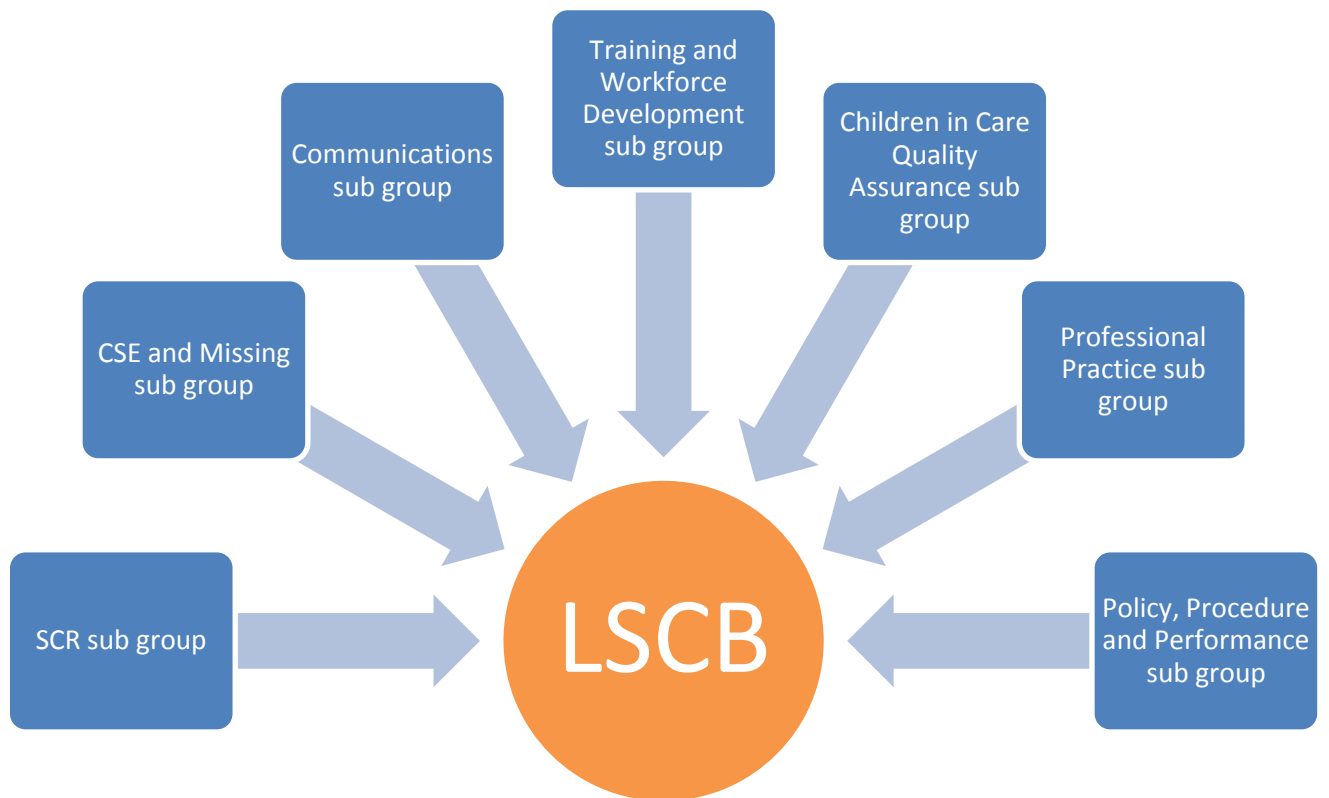 Training and
Workforce
Development
sub group
Communications
sub group
Children in Care
Quality
Assurance sub
group
CSE and Missing
sub group
Professional
Practice sub
group
SCR sub group
LSCB
Policy, Procedure
and Performance
sub group